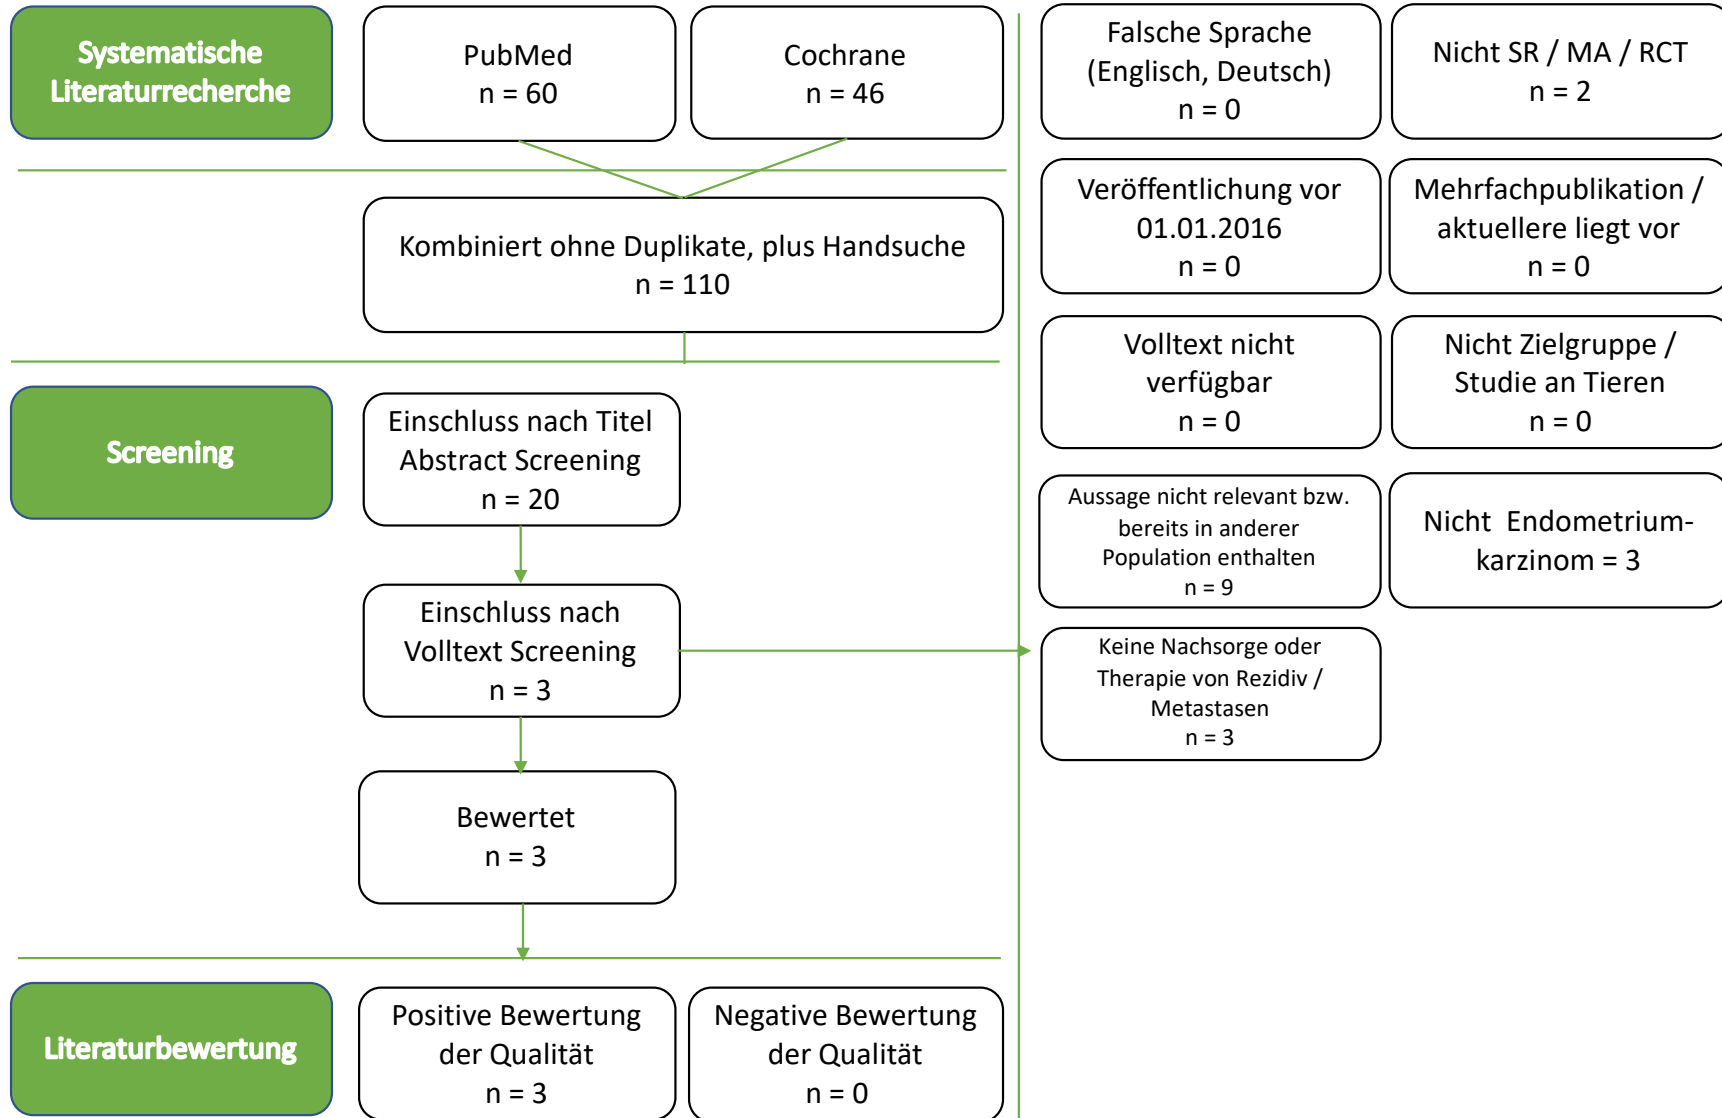 Systematische
Literaturrecherche
PubMed
n = 60
Cochrane
n = 46
Kombiniert ohne Duplikate, plus Handsuche
n = 110
Screening
Einschluss nach Titel
Abstract Screening
n = 20
Einschluss nach
Volltext Screening
n = 3
Bewertet
n = 3
Literaturbewertung
Positive Bewertung
der Qualität
n = 3
Negative Bewertung
der Qualität
n = 0
Falsche Sprache
(Englisch, Deutsch)
n = 0
Nicht SR / MA / RCT
n = 2
Veröffentlichung vor
01.01.2016
n = 0
Mehrfachpublikation /
aktuellere liegt vor
n = 0
Volltext nicht
verfügbar
n = 0
Nicht Zielgruppe /
Studie an Tieren
n = 0
Aussage nicht relevant bzw.
bereits in anderer
Population enthalten
n = 9
Nicht Endometrium-
karzinom = 3
Keine Nachsorge oder
Therapie von Rezidiv /
Metastasen
n = 3